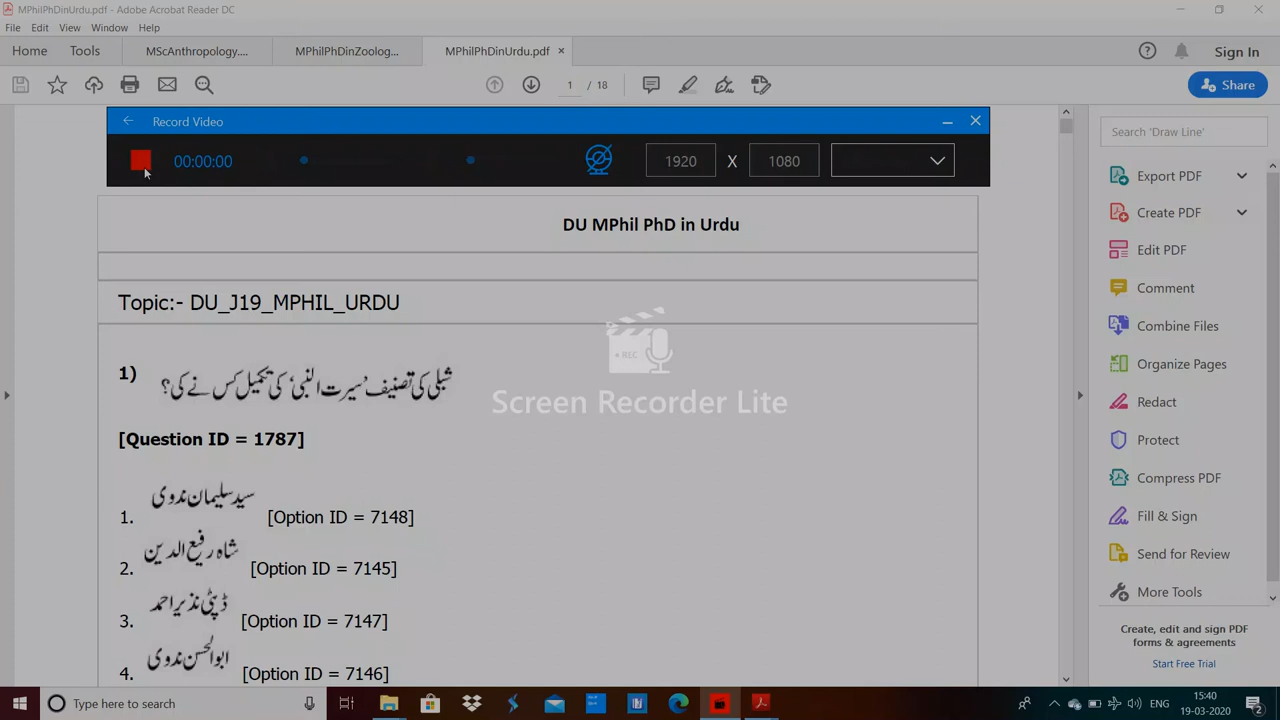 MPhilPhDinUrdu.pdf - Adobe Acrobat Reader DC
File Edit View Window Help
Home Tools MScAnthropology.... MPhilPhDinZoolog... MPhilPhDinUrdu.pdf × Sign In
1 / 18 Share
Record Video
00:00:00 1920 X 1080
DU MPhil PhD in Urdu
Topic:- DU_J19_MPHIL_URDU
1) شبلی کی تصنیف 'سیرت النبی' کی تکمیل کس نے کی؟
[Question ID = 1787]
1. سید سلیمان ندوی [Option ID = 7148]
2. شاہ رفیع الدین [Option ID = 7145]
3. ڈپٹی نذیر احمد [Option ID = 7147]
4. ابوالحسن ندوی [Option ID = 7146]
• REC
Screen Recorder Lite
Search 'Draw Line'
Export PDF
Create PDF
Edit PDF
Comment
Combine Files
Organize Pages
Redact
Protect
Compress PDF
Fill & Sign
Send for Review
More Tools
Create, edit and sign PDF
forms & agreements
Start Free Trial
Type here to search
ENG
15:40
19-03-2020
2